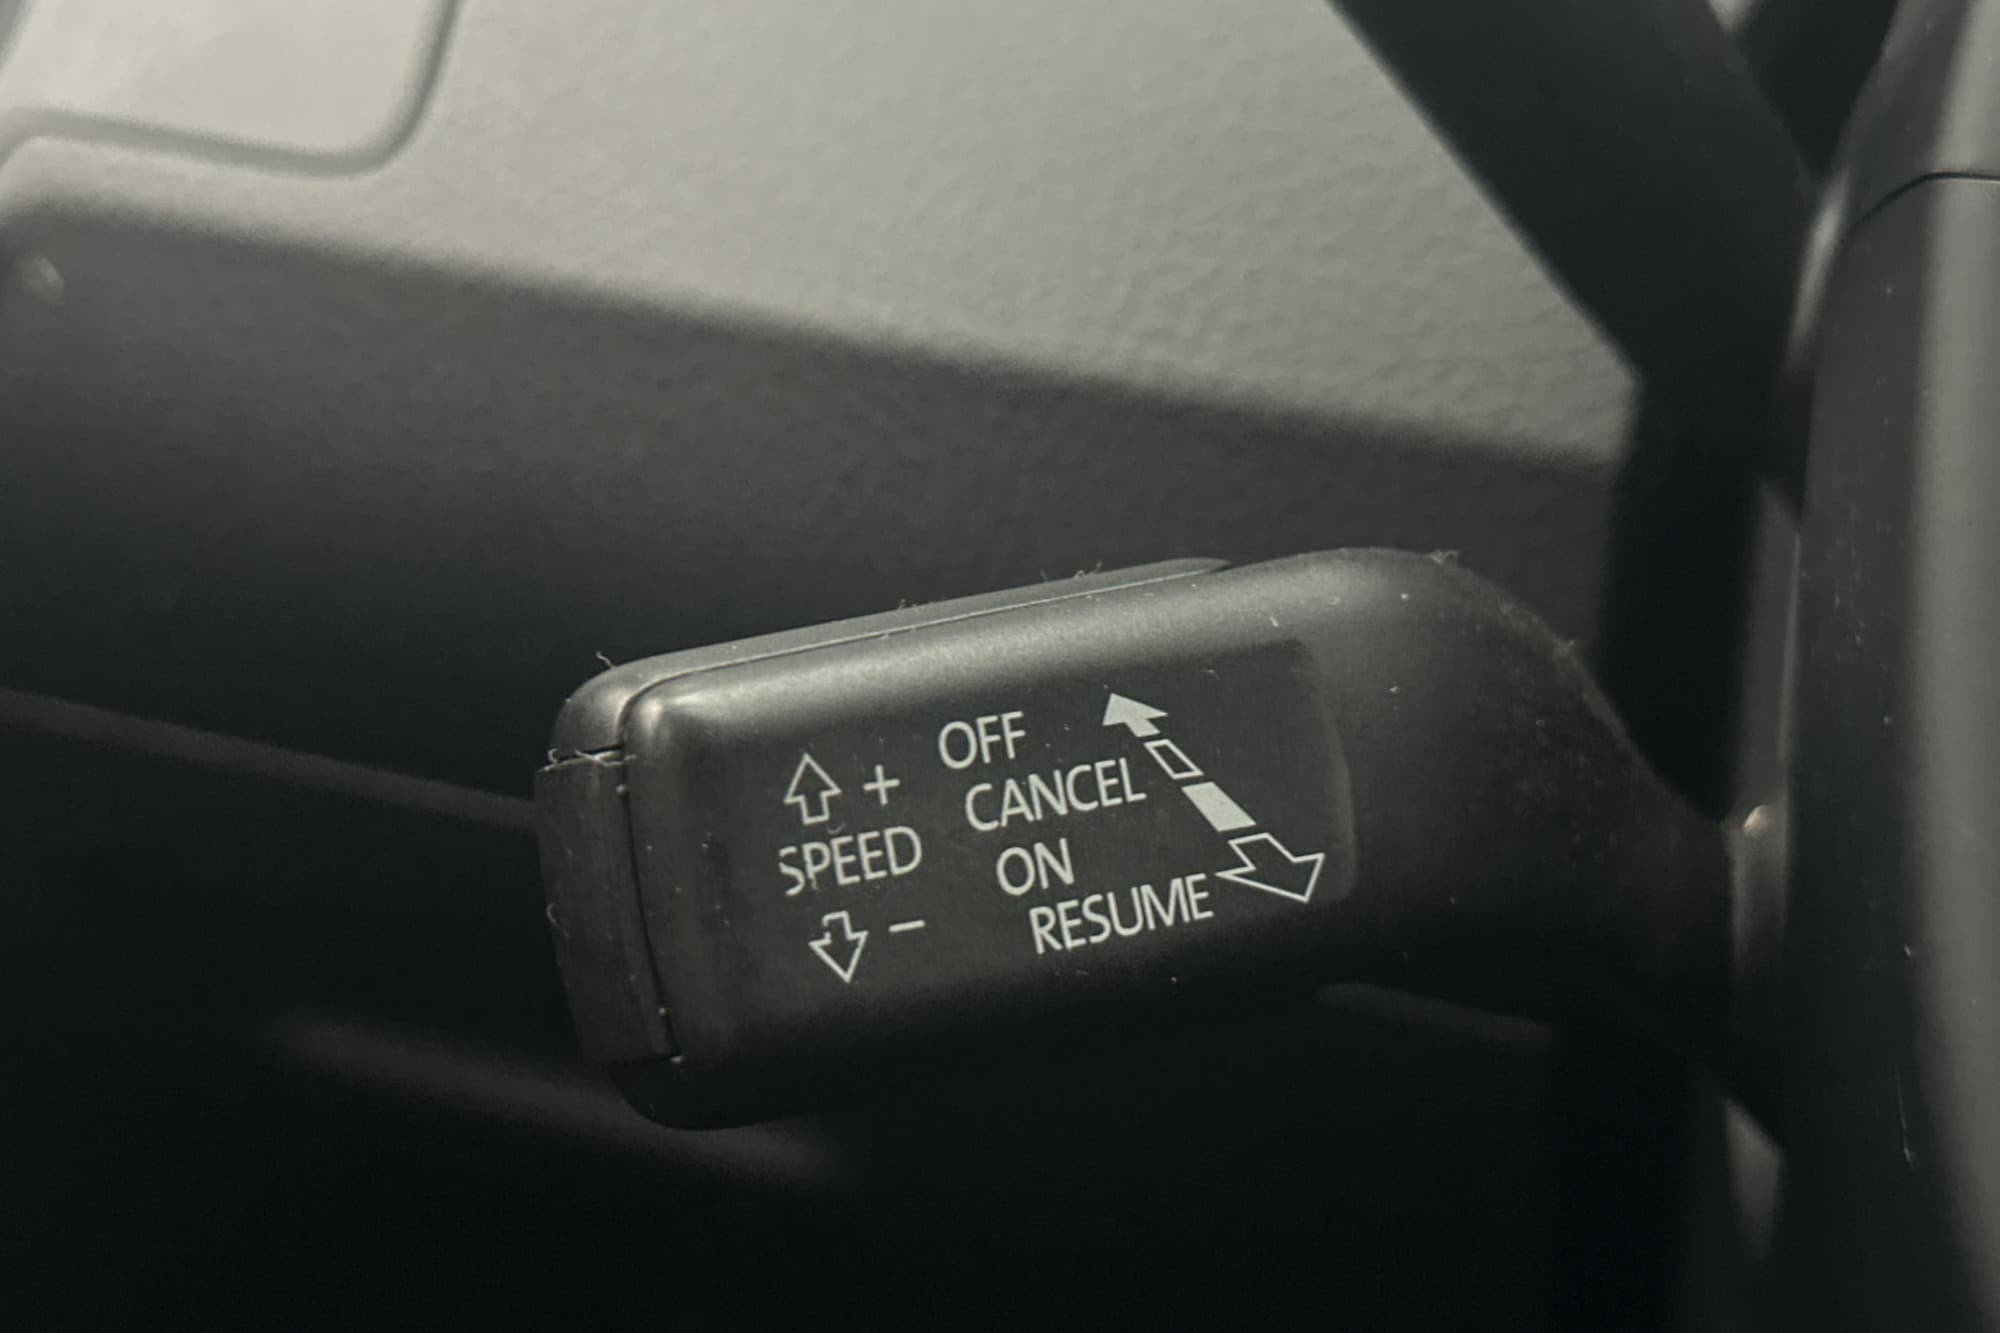 +
SPEED
−
OFF
CANCEL
ON
RESUME